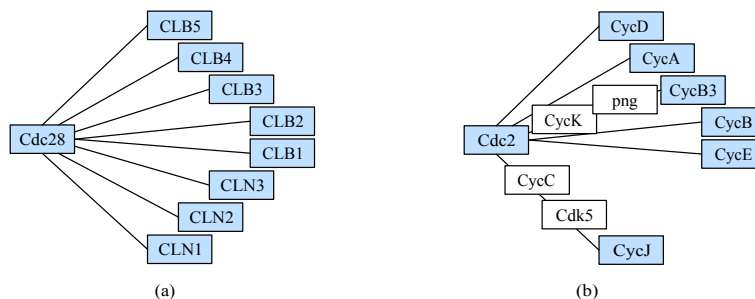 CLB5
CLB4
CLB3
CLB2
Cdc28
CLB1
CLN3
CLN2
CLN1
(a)
CycD
CycA
CycB3
png
CycK
CycB
Cdc2
CycE
CycC
Cdk5
CycJ
(b)